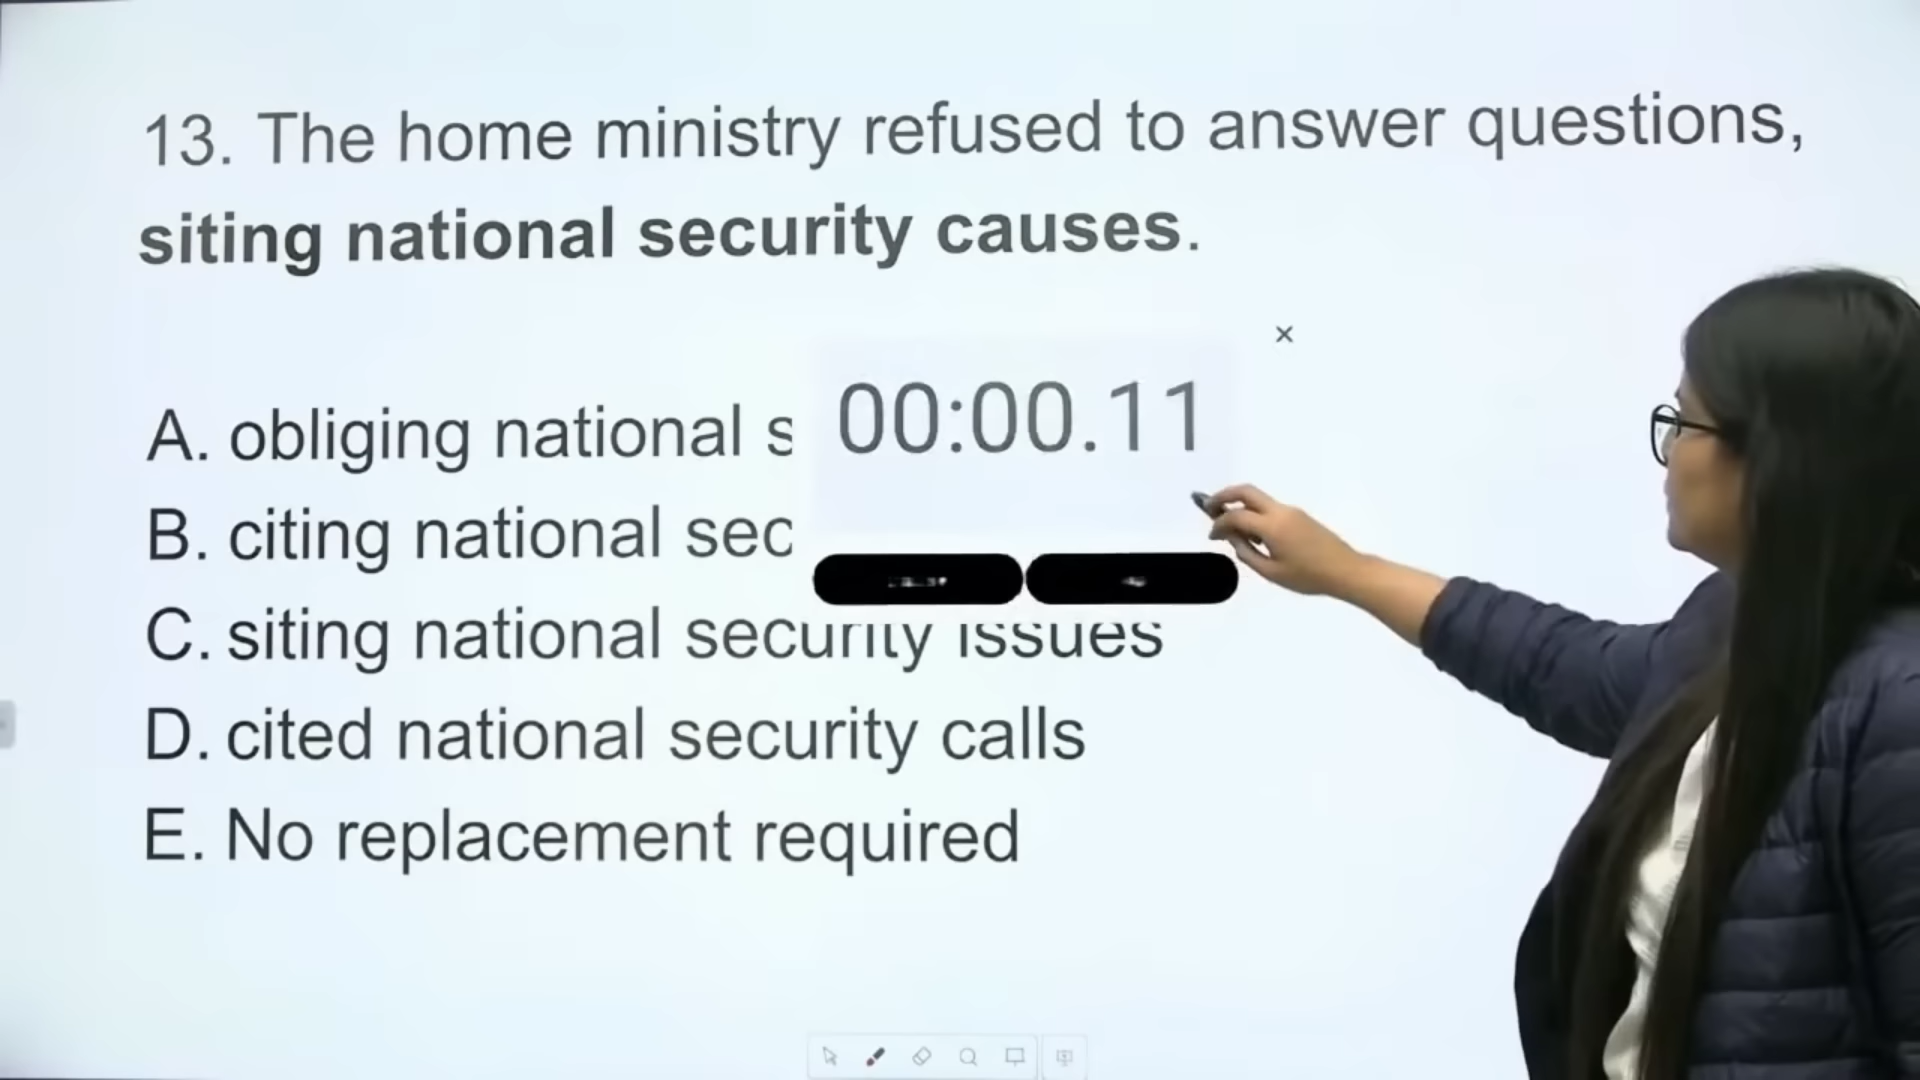 13. The home ministry refused to answer questions,
siting national security causes.
×
00:00.11
A. obliging national s
B. citing national sec
C. siting national security issues
D. cited national security calls
E. No replacement required